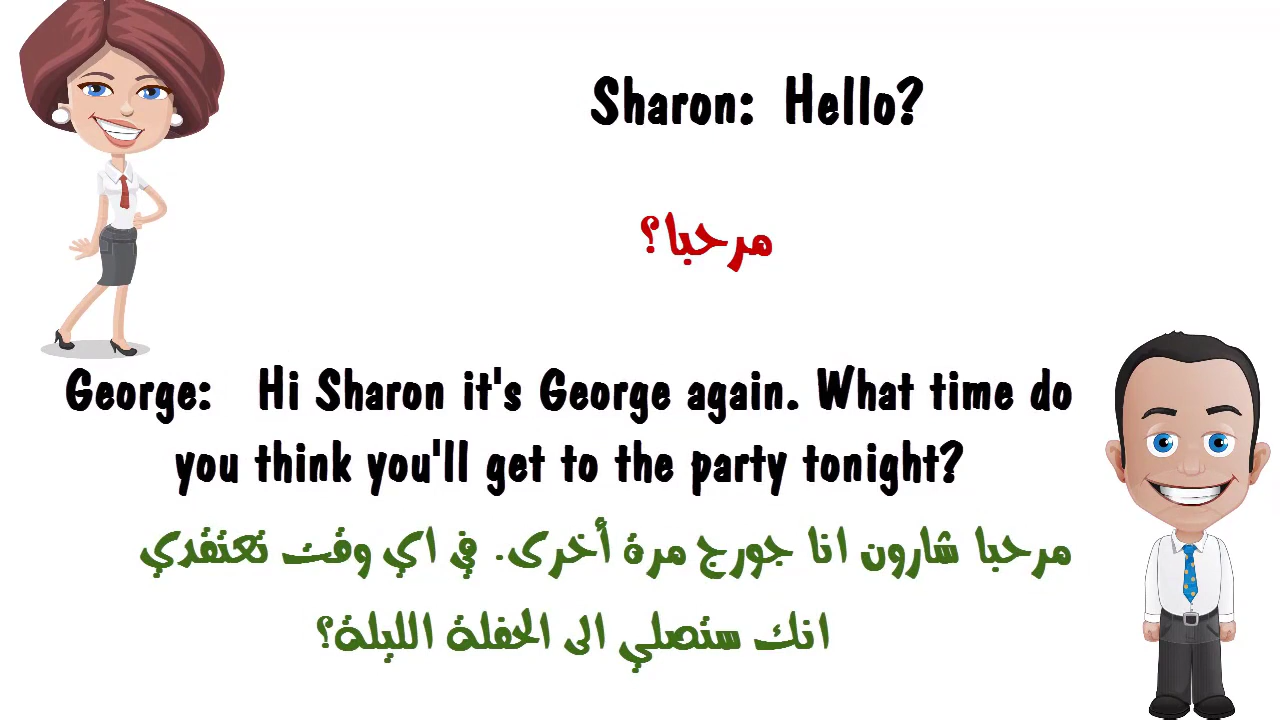 Sharon: Hello?
مرحبا؟
George: Hi Sharon it's George again. What time do
you think you'll get to the party tonight?
مرحبا شارون انا جورج مرة أخرى. في اي وقت تعتقدي
انك ستصلي الى الحفلة الليلة؟